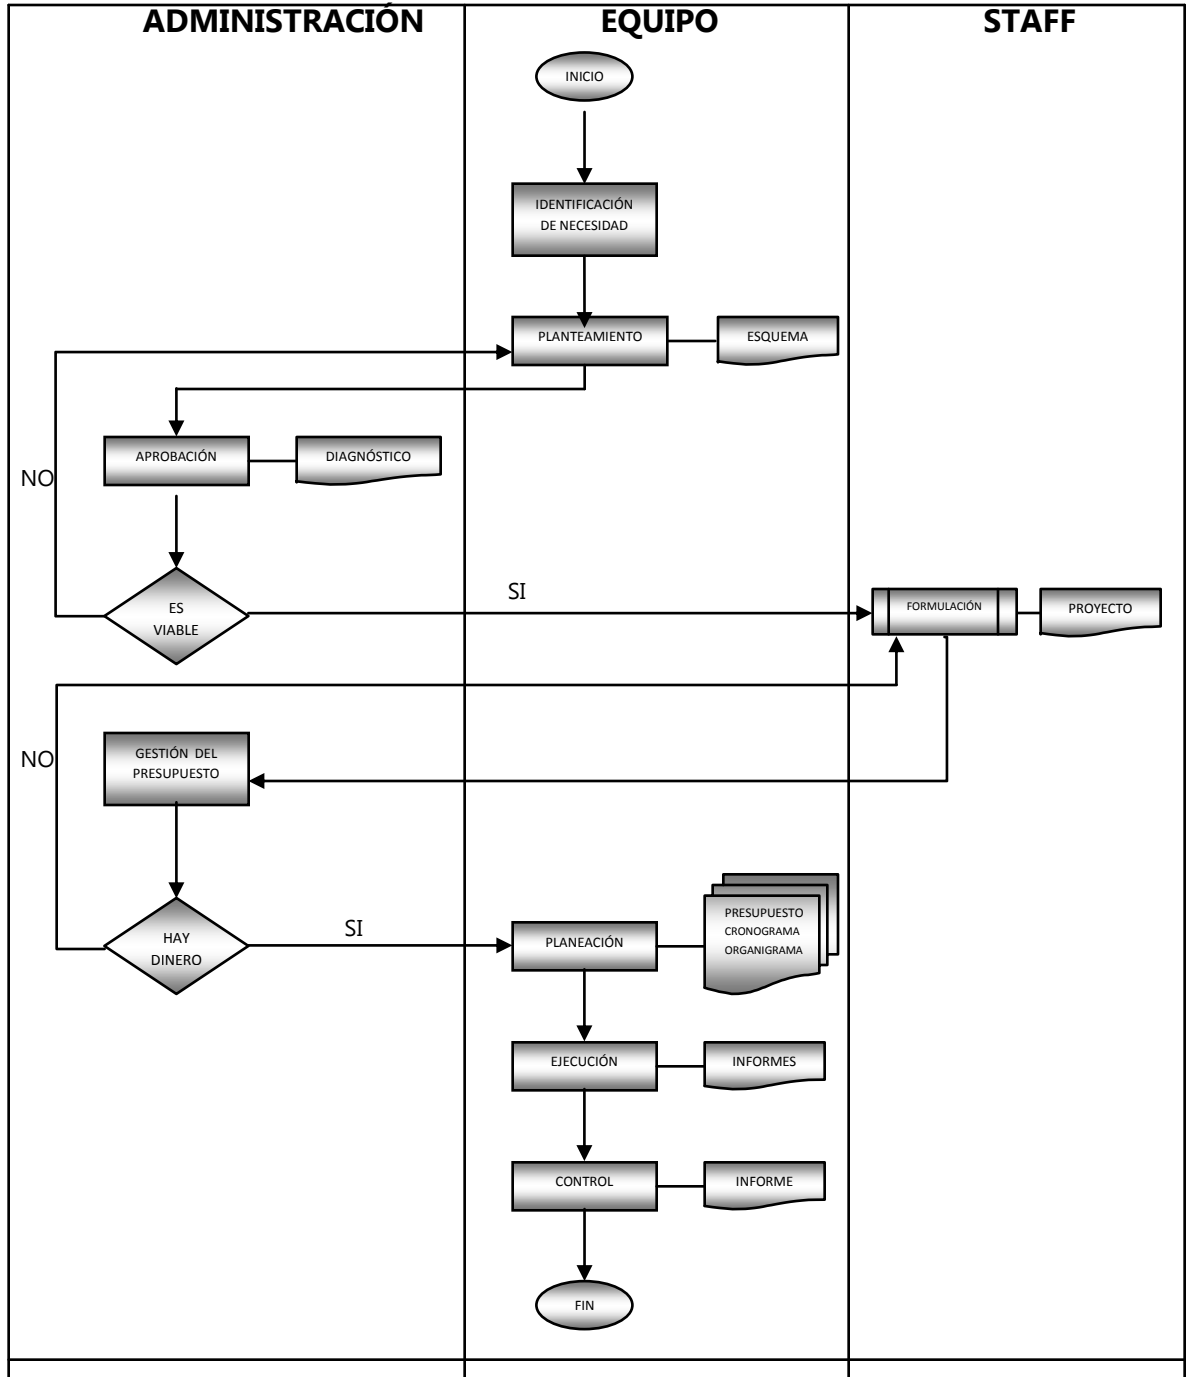 ADMINISTRACIÓN
EQUIPO
STAFF
INICIO
IDENTIFICACIÓN
DE NECESIDAD
PLANTEAMIENTO
ESQUEMA
APROBACIÓN
DIAGNÓSTICO
NO
ES
VIABLE
SI
FORMULACIÓN
PROYECTO
NO
GESTIÓN DEL
PRESUPUESTO
HAY
DINERO
SI
PLANEACIÓN
PRESUPUESTO
CRONOGRAMA
ORGANIGRAMA
EJECUCIÓN
INFORMES
CONTROL
INFORME
FIN